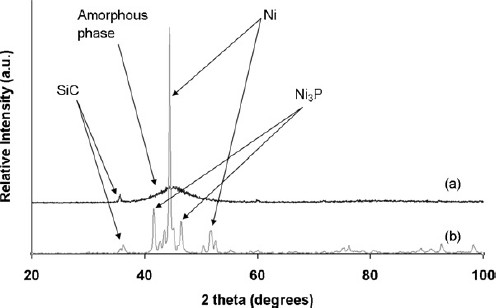 Amorphous
phase
Ni
SiC
Ni₃P
Relative Intensity (a.u.)
(a)
(b)
20 40 60 80 100
2 theta (degrees)